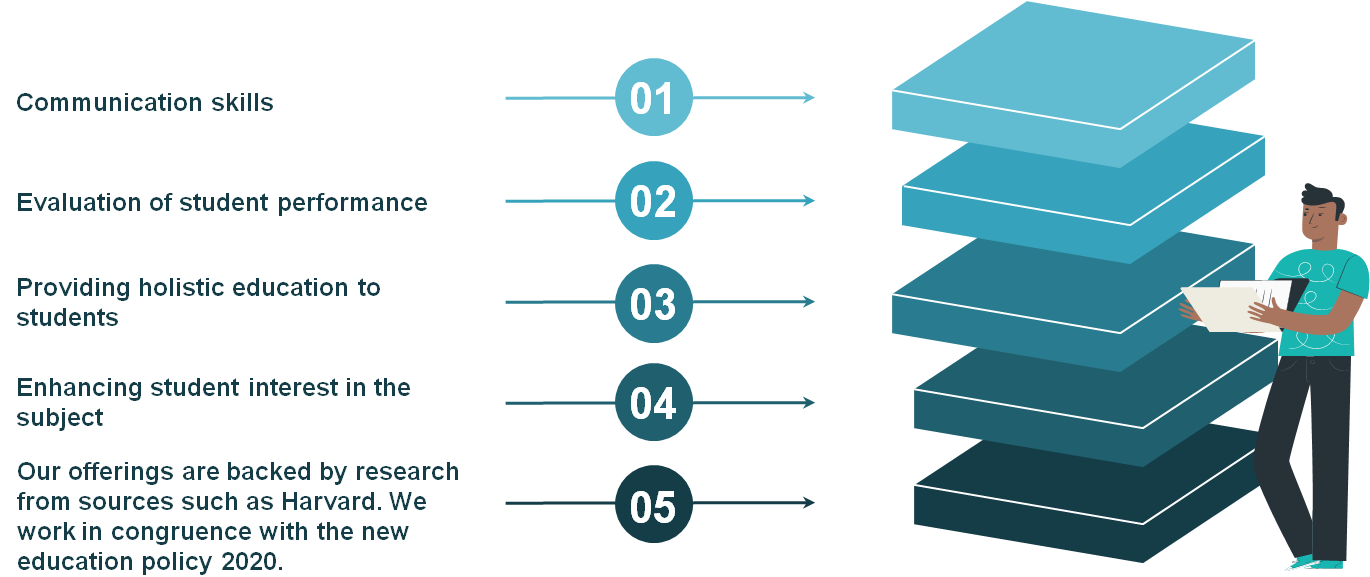 Communication skills
01
Evaluation of student performance
02
Providing holistic education to
students
03
Enhancing student interest in the
subject
04
Our offerings are backed by research
from sources such as Harvard. We
work in congruence with the new
education policy 2020.
05